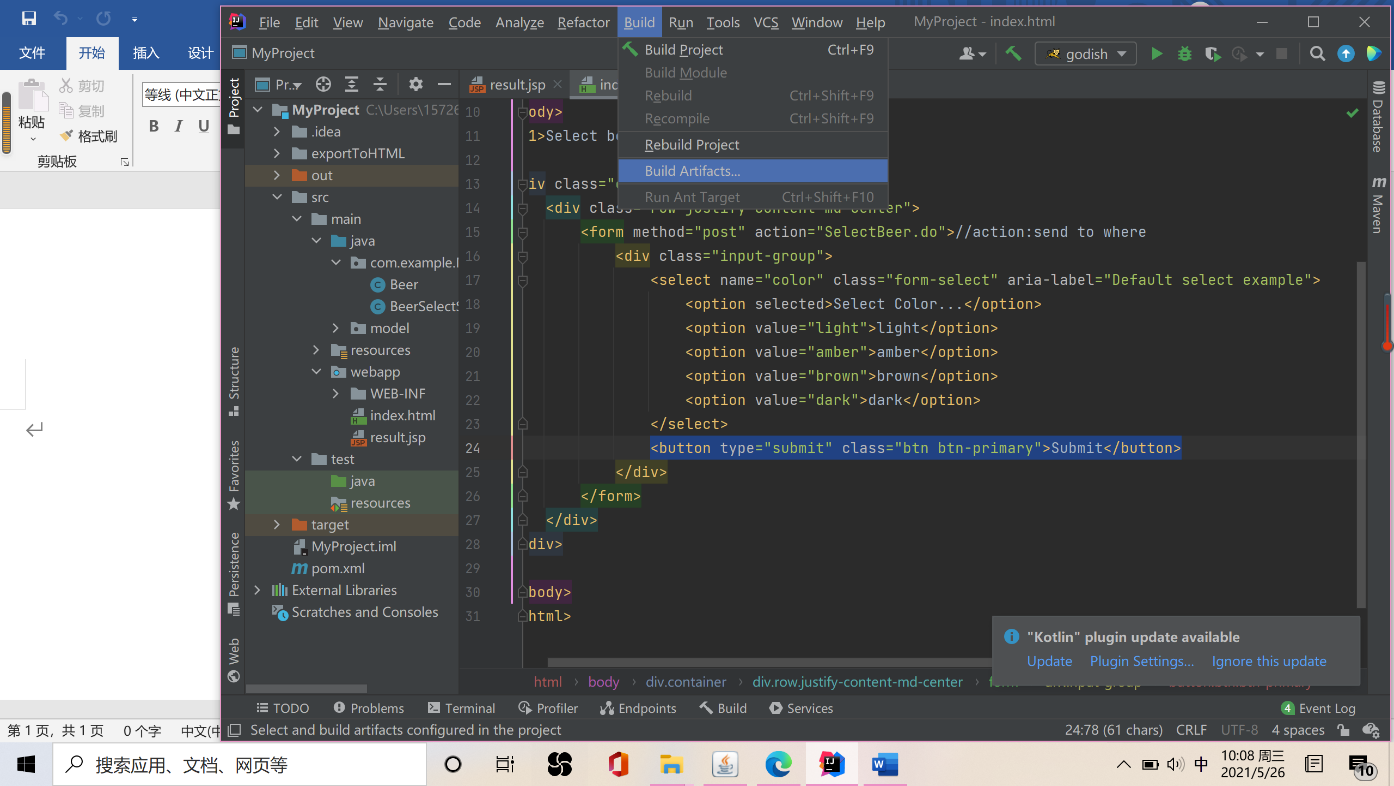 文件
开始
插入
设计
剪切
复制
格式刷
粘贴
剪贴板
等线 (中文正
B I U
File Edit View Navigate Code Analyze Refactor Build Run Tools VCS Window Help MyProject - index.html
MyProject
godish
Build Project Ctrl+F9
Build Module
Rebuild Ctrl+Shift+F9
Recompile Ctrl+Shift+F9
Rebuild Project
Build Artifacts...
Run Ant Target Ctrl+Shift+F10
Project
Structure
Favorites
Persistence
Web
Pr...
MyProject C:\Users\15726
.idea
exportToHTML
out
src
main
java
com.example.
Beer
BeerSelectS
model
resources
webapp
WEB-INF
index.html
result.jsp
test
java
resources
target
MyProject.iml
pom.xml
External Libraries
Scratches and Consoles
result.jsp
10 ody>
11 1>Select be
12
13 iv class="c
14 <div class="row justify-content-md-center">
15 <form method="post" action="SelectBeer.do">//action:send to where
16 <div class="input-group">
17 <select name="color" class="form-select" aria-label="Default select example">
18 <option selected>Select Color...</option>
19 <option value="light">light</option>
20 <option value="amber">amber</option>
21 <option value="brown">brown</option>
22 <option value="dark">dark</option>
23 </select>
24 <button type="submit" class="btn btn-primary">Submit</button>
25 </div>
26 </form>
27 </div>
28 div>
29
30 body>
31 html>
Database
Maven
"Kotlin" plugin update available
Update Plugin Settings... Ignore this update
html body div.container div.row.justify-content-md-center
TODO Problems Terminal Profiler Endpoints Build Services 4 Event Log
Select and build artifacts configured in the project 24:78 (61 chars) CRLF UTF-8 4 spaces
第 1 页，共 1 页 0 个字 中文(中
搜索应用、文档、网页等
中
10:08 周三
2021/5/26
10